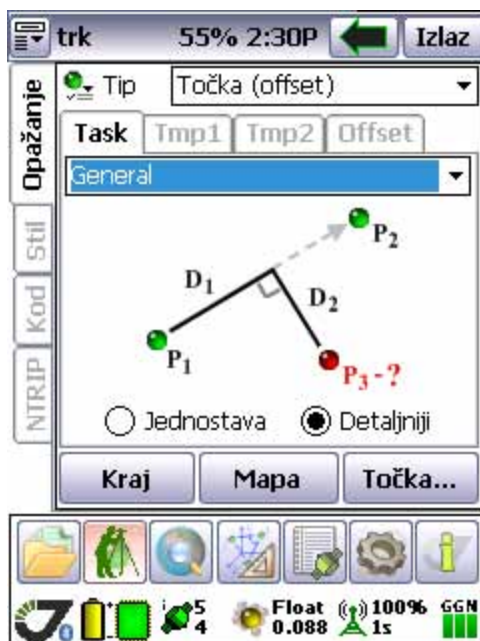 trk 55% 2:30P Izlaz
Opažanje
Stil
Kod
NTRIP
Tip Točka (offset)
Task Tmp1 Tmp2 Offset
General
P2
D1
D2
P1
P3 - ?
Jednostava Detaljniji
Kraj Mapa Točka...
5 Float 100% GGN
4 0.088 1s